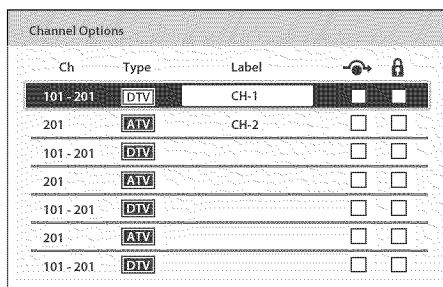 Channel Options
Ch Type Label
101 - 201 DTV CH-1
201 ATV CH-2
101 - 201 DTV
201 ATV
101 - 201 DTV
201 ATV
101 - 201 DTV